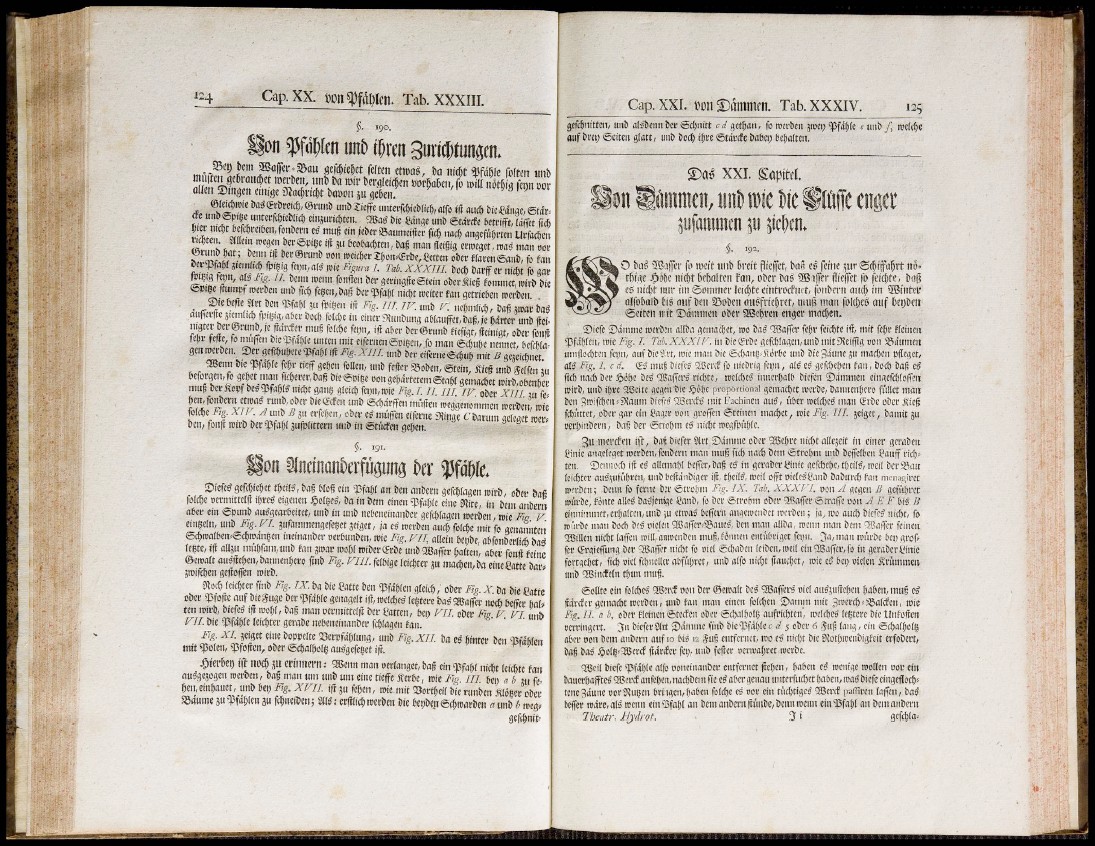 124 Cap. XX. von Pfählen. Tab. XXXIII.
§. 190.
Von Pfählen und ihren Zurichtungen.
Bey dem Wasser-Bau geschiehet selten etwas, da nicht Pfähle solten und
müsten gebrauchet werden, und da wir dergleichen vorhaben, so will nöthig seyn vor
allen Dingen einige Nachricht davon zu geben.
Gleichwie das Erdreich, Grund und Tieffe unterschiedlich, also ist auch die Länge, Stär-
cke und Spitze unterschiedlich einzurichten. Was die Länge und Stärcke betrifft, lässet sich
hier nicht beschreiben, sondern es muß ein jeder Baumeister sich nach angeführten Ursachen
richten. Allein wegen der Spitze ist zu beobachten, daß man fleißig erweget, was man vor
Grund hat; denn ist der Grund von weicher Thon-Erde, Letten oder klaren Sand, so kan
der Pfahl ziemlich spitzig seyn, als wie Figura I. Tab. XXXIII. doch darff er nicht so gar
spitzig seyn, als Fig. II. denn wenn sonsten der geringste Stein oder Kieß kommet, wird die
Spitze stumpf werden und sich setzen, daß der Pfahl nicht weiter kan getrieben werden.
Die beste Art den Pfahl zu spitzen ist Fig. III. IV. und V. nemlich, daß zwar das
äusserste ziemlich spitzig, aber doch solche in einer Rundung ablauffet, daß, je härter und stei-
nigter der Grund, je stärcker muß solche seyn, ist aber der Grund kiesigt, steinigt, oder sonst
sehr feste, so müssen die Pfähle unten mit eisernen Spitzen, so man Schuhe nennet, beschla-
gen werden. Der geschuhete Pfahl ist Fig. XIII. und der eiserne Schuh mit B gezeichnet.
Wenn die Pfähle sehr tieff gehen sollen, und fester Boden, Stein, Kieß und Felsen zu
besorgen, so gehet man sicherer, daß die Spitze von gehärtetem Stahl gemachet wird, obenher
muß der Kopf des Pfahls nicht gantz gleich seyn, wie Fig. I. II. III. IV. oder XIII. zu se-
hen, sondern etwas rund, oder die Ecken und Schärffen müsten weggenommen werden, wie
solche Fig. XIV. A und B zu ersehen, oder es müssen eiserne Ringe C darum geleget wer-
den, sonst wird der Pfahl zusplittern und in Stücken gehen.
§. 191.
Von Aneinanderfügung der Pfähle.
Dieses geschiehet theils, daß bloß ein Pfahl an den andern geschlagen wird, oder daß
solche vermittelst ihres eigenen Holtzes, da in dem einen Pfahle eine Nut, in dem andern
aber ein Spund ausgearbeitet, und in und nebeneinander geschlagen werden, wie Fig. V.
eintzeln, und Fig. VI. zusammengesetzet zeiget, ja es werden auch solche mit so genannten
Schwalben-Schwäntzen ineinander verbunden, wie Fig. VII, allein beyde, absonderlich das
letzte, ist allzu mühsam, und kan zwar wohl wider Erde und Wasser halten, aber sonst keine
Gewalt ausstehen, dannenhero sind Fig. VIII. selbige leichter zu machen, da eine Latte dar-
zwischen gestossen wird.
Noch leichter sind Fig. IX. da die Latte den Pfählen gleich, oder Fig. X. da die Latte
oder Pfoste auf die Fuge der Pfähle genagelt ist, welches letztere das Wasser noch besser hal-
ten wird, dieses ist wohl, daß man vermittelst der Latten, bey VII. oder Fig. V. VI. und
VII. die Pfähle leichter gerade nebeneinander schlagen kan.
Fig. XI. zeiget eine doppelte Verpfählung, und Fig. XII. da es hinter den Pfählen
mit Polen, Pfosten, oder Schalholtz ausgesetzet ist.
Hierbey ist noch zu erinnern: Wenn man verlanget, daß ein Pfahl nicht leichte kan
ausgezogen werden, daß man um und um eine tieffe Kerbe, wie Fig. III. bey a b zu se-
hen, einhauet, und bey Fig. XVII. ist zu sehen, wie mit Vortheil die runden Klötzer oder
Bäume zu Pfählen zu schneiden; Als: erstlich werden die beyden Schwarden a und b weg-
geschnit-
Cap. XXI. von Dämmen. Tab. XXXIV. 125
geschnitten, und alsdenn der Schnitt c d gethan, so werden zwey Pfähle e und f, welche
auf drey Seiten glatt, und doch ihre Stärcke dabey behalten.
Das XXI. Capitel.
Von Dämmen, und wie die Flüsse enger
zusammen zu ziehen.
§. 192.
WO das Wasser so weit und breit fliesset, daß es seine zur Schiffahrt nö-
thige Höhe nicht behalten kan, oder das Wasser fliesset so seichte, daß
es nicht nur im Sommer leichte eintrocknet, sondern auch im Winter
alsobald bis auf den Boden ausfriehret, muß man solches auf beyden
Seiten mit Dämmen oder Wehren enger machen.
Diese Dämme werden allda gemachet, wo das Wasser sehr seichte ist, mit sehr kleinen
Pfählen, wie Fig. I. Tab. XXXIV. in die Erde geschlagen, und mit Reissig von Bäumen
umflochten seyn, auf die Art, wie man die Schantz-Körbe und die Zäune zu machen pfleget,
als Fig. I. c d. Es muß dieses Werck so niedrig seyn, als es geschehen kan, doch daß es
sich nach der Höhe des Wassers richte, welches innerhalb diesen Dämmen eingeschlossen
wird, und ihre Weite gegen die Höhe proportional gemachet werde, dannenhero füllet man
den Zwischen-Raum dieses Wercks mit Fachinen aus, über welches man Erde oder Kieß
schüttet, oder gar ein Lager von grossen Steinen machet, wie Fig. III. zeiget, damit zu
verhindern, daß der Strohm es nicht wegspühle.
Zu mercken ist, daß dieser Art Dämme oder Wehre nicht allezeit in einer geraden
Linie angeleget werden, sondern man muß sich nach dem Strohm und desselben Lauff rich-
ten. Dennoch ist es allemahl besser, daß es in gerader Linie geschehe, theils, weil der Bau
leichter auszuführen, und beständiger ist, theils, weil offt vieles Land dadurch kan menagiret
werden; denn so ferne der Strohm Fig. IX. Tab. XXXVI. von A gegen B geführet
würde, könte alles dasjenige Land, so der Strohm oder Wasser Strasse von A E F bis B
einnimmet, erhalten, und zu etwas bessern angewendet werden; ja, wo auch dieses nicht, so
würde man doch des vielen Wasser-Baues, den man allda, wenn man dem Wasser seinen
Willen nicht lassen will, anwenden muß, können entübriget seyn. Ja, man würde bey gros-
ser Ergiessung der Wasser nicht so viel Schaden leiden, weil ein Wasser, so in gerader Linie
fortgehet, sich viel schneller abführet, und also nicht stauchet, wie es bey vielen Krümmen
und Winckeln thun muß.
Sollte ein solches Werck von der Gewalt des Wassers viel auszustehen haben, muß es
stärcker gemacht werden, und kan man einen solchen Damm mit Zwerch-Balcken, wie
Fig. II. a b, oder kleinen Stecken oder Schalholtz aufrichten, welches letztere die Unkosten
verringert. In dieser Art Dämme sind die Pfähle c d 5 oder 6 Fuß lang, ein Schalholtz
aber von dem andern auf 10 bis 12 Fuß entfernet, wo es nicht die Nothwendigkeit erfodert,
daß das Holtz-Werck stärcker sey, und fester verwahret werde.
Weil diese Pfähle also voneinander entfernet stehen, haben es wenige wollen vor ein
dauerhafftes Werck ansehen, nachdem sie es aber genau untersuchet haben, was diese eingefloch-
tene Zäune vor Nutzen bringen, haben solche es vor ein tüchtiges Werck passiren lassen, das
besser wäre, als wenn ein Pfahl an dem andern stünde, denn wenn ein Pfahl an dem andern
Theatr. Hydrot. I i geschla-